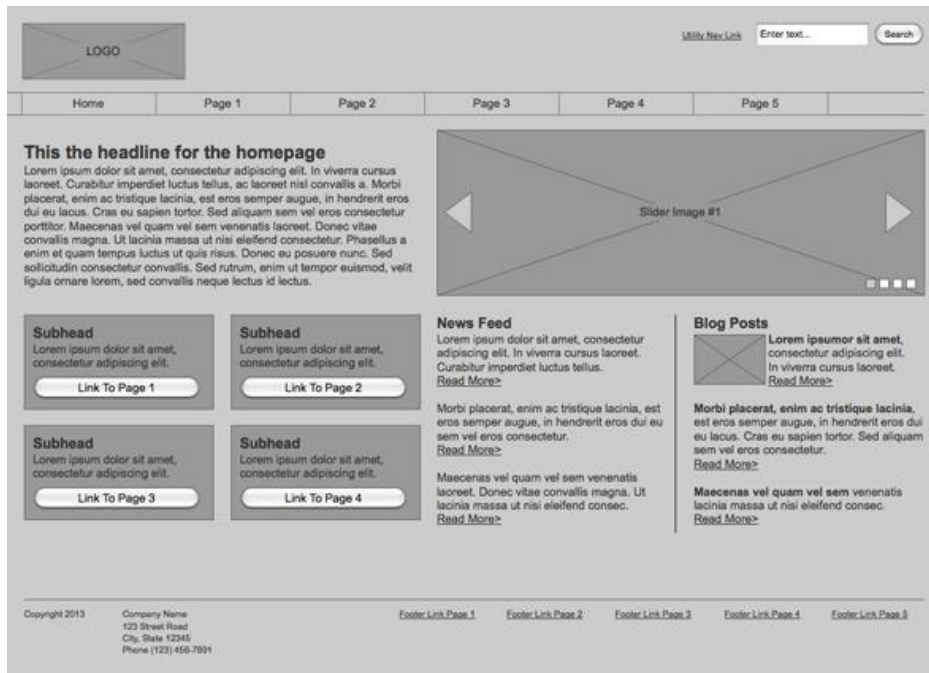 LOGO
Utility Nav Link
Enter text...
Search
Home
Page 1
Page 2
Page 3
Page 4
Page 5
This the headline for the homepage
Lorem ipsum dolor sit amet, consectetur adipiscing elit. In viverra cursus
laoreet. Curabitur imperdiet luctus tellus, ac laoreet nisl convallis a. Morbi
placerat, enim ac tristique lacinia, est eros semper augue, in hendrerit eros
dui eu lacus. Cras eu sapien tortor. Sed aliquam sem vel eros consectetur
porttitor. Maecenas vel quam vel sem venenatis laoreet. Donec vitae
convallis magna. Ut lacinia massa ut nisi eleifend consectetur. Phasellus a
enim et quam tempus luctus ut quis risus. Donec eu posuere nunc. Sed
sollicitudin consectetur convallis. Sed rutrum, enim ut tempor euismod, velit
ligula ornare lorem, sed convallis neque lectus id lectus.
Slider Image #1
Subhead
Lorem ipsum dolor sit amet,
consectetur adipiscing elit.
Link To Page 1
Subhead
Lorem ipsum dolor sit amet,
consectetur adipiscing elit.
Link To Page 2
Subhead
Lorem ipsum dolor sit amet,
consectetur adipiscing elit.
Link To Page 3
Subhead
Lorem ipsum dolor sit amet,
consectetur adipiscing elit.
Link To Page 4
News Feed
Lorem ipsum dolor sit amet, consectetur
adipiscing elit. In viverra cursus laoreet.
Curabitur imperdiet luctus tellus.
Read More>
Morbi placerat, enim ac tristique lacinia, est
eros semper augue, in hendrerit eros dui eu
sem vel eros consectetur.
Read More>
Maecenas vel quam vel sem venenatis
laoreet. Donec vitae convallis magna. Ut
lacinia massa ut nisi eleifend consec.
Read More>
Blog Posts
Lorem ipsumor sit amet,
consectetur adipiscing elit.
In viverra cursus laoreet.
Read More>
Morbi placerat, enim ac tristique lacinia,
est eros semper augue, in hendrerit eros dui
eu lacus. Cras eu sapien tortor. Sed aliquam
sem vel eros consectetur.
Read More>
Maecenas vel quam vel sem venenatis
lacinia massa ut nisi eleifend consec.
Read More>
Copyright 2013
Company Name
123 Street Road
City, State 12345
Phone (123) 456-7891
Footer Link Page 1
Footer Link Page 2
Footer Link Page 3
Footer Link Page 4
Footer Link Page 5